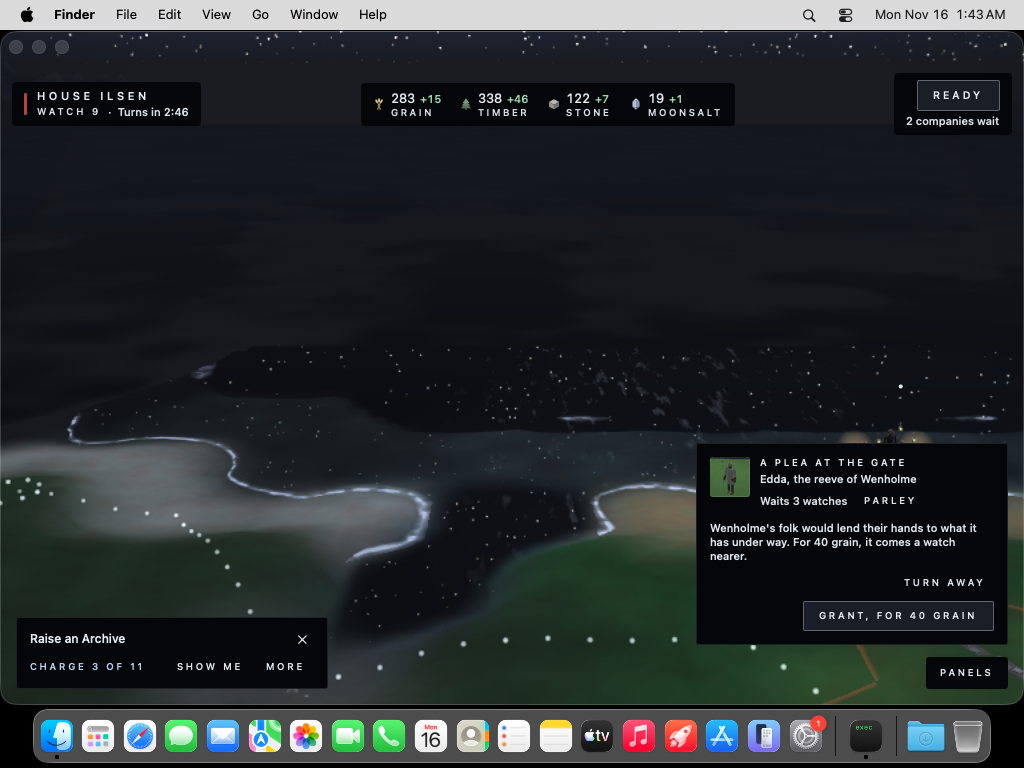 Finder File Edit View Go Window Help Mon Nov 16 1:43 AM
HOUSE ILSEN
WATCH 9 · Turns in 2:46
283 +15 338 +46 122 +7 19 +1
GRAIN TIMBER STONE MOONSALT
READY
2 companies wait
A PLEA AT THE GATE
Edda, the reeve of Wenholme
Waits 3 watches PARLEY
Wenholme's folk would lend their hands to what it
has under way. For 40 grain, it comes a watch
nearer.
TURN AWAY
GRANT, FOR 40 GRAIN
Raise an Archive
CHARGE 3 OF 11 SHOW ME MORE
PANELS
Mon
16
tv
1
exec